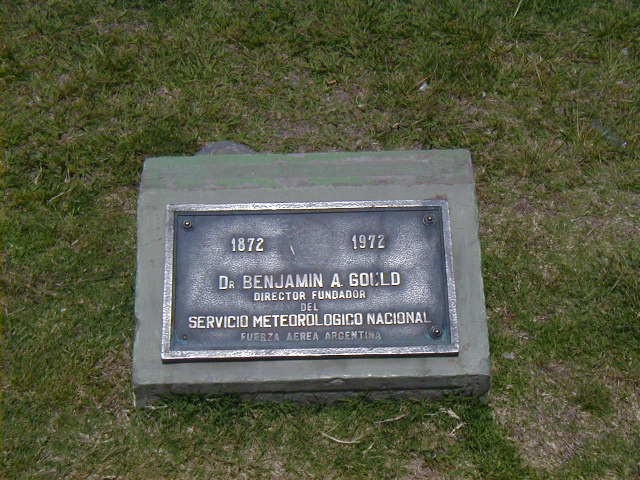 1872 1972
DR BENJAMIN A. GOULD
DIRECTOR FUNDADOR
DEL
SERVICIO METEOROLOGICO NACIONAL
FUERZA AEREA ARGENTINA